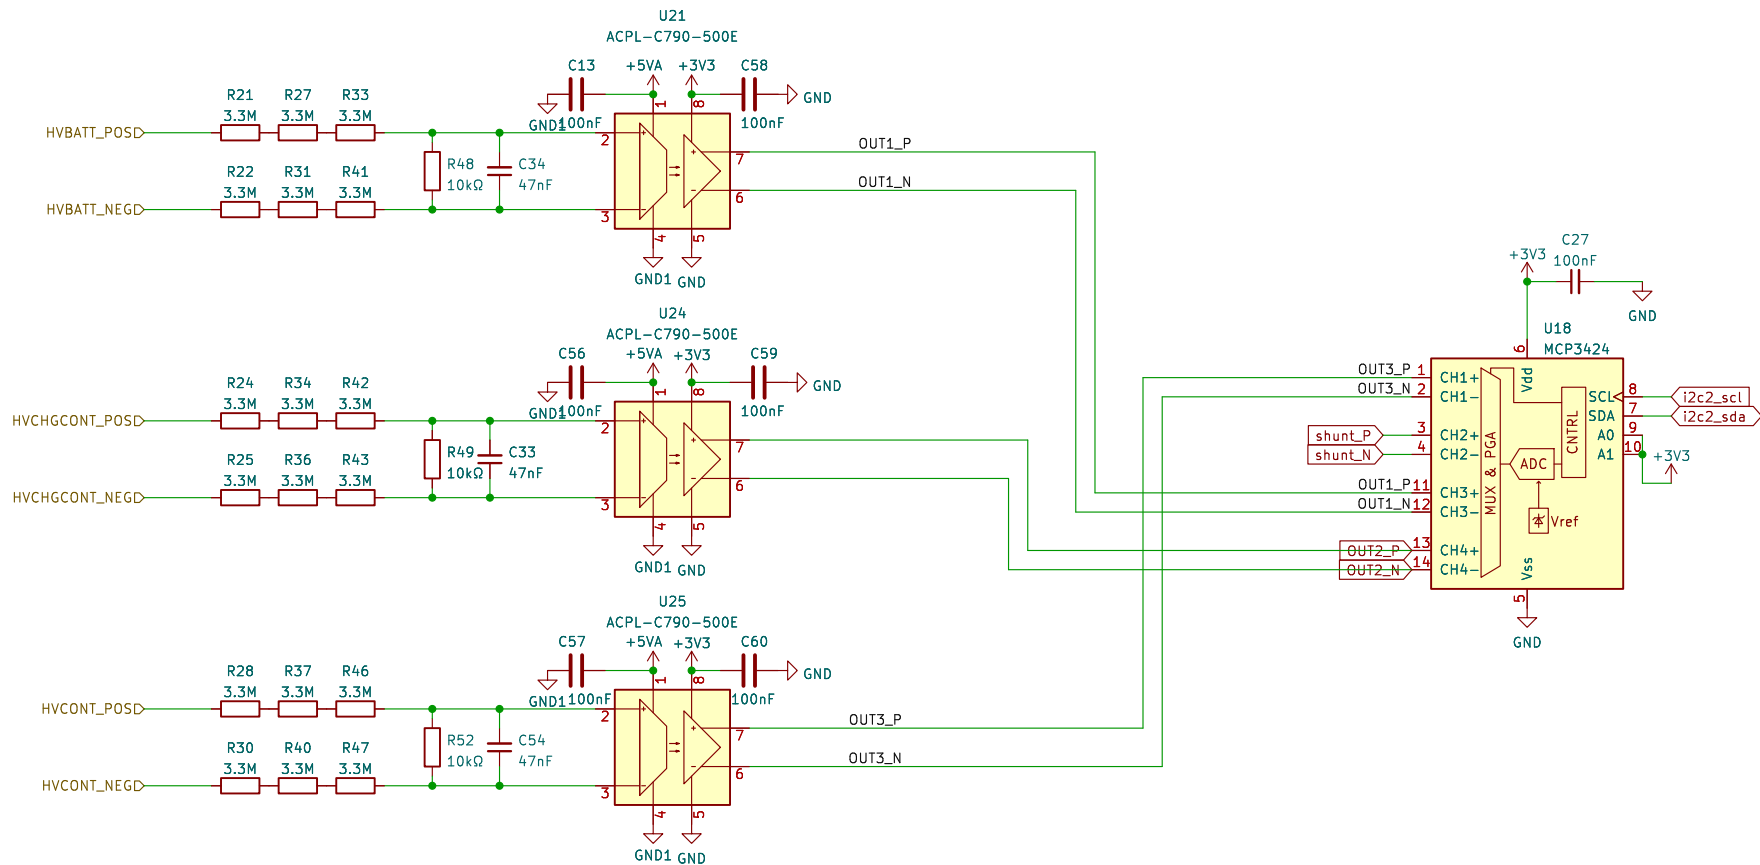 U21
ACPL-C790-500E
C13
+5VA
+3V3
C58
GND
GND1
100nF
100nF
1
8
R21
R27
R33
3.3M
3.3M
3.3M
HVBATT_POS
2
R48
10kΩ
C34
47nF
+
-
+
-
7
OUT1_P
R22
R31
R41
3.3M
3.3M
3.3M
6
OUT1_N
HVBATT_NEG
3
4
5
GND1
GND
U24
ACPL-C790-500E
C56
+5VA
+3V3
C59
GND
GND1
100nF
100nF
1
8
R24
R34
R42
3.3M
3.3M
3.3M
HVCHGCONT_POS
2
R49
10kΩ
C33
47nF
+
-
+
-
7
R25
R36
R43
3.3M
3.3M
3.3M
6
HVCHGCONT_NEG
3
4
5
GND1
GND
U25
ACPL-C790-500E
C57
+5VA
+3V3
C60
GND
GND1
100nF
100nF
1
8
R28
R37
R46
3.3M
3.3M
3.3M
HVCONT_POS
2
R52
10kΩ
C54
47nF
+
-
+
-
7
OUT3_P
R30
R40
R47
3.3M
3.3M
3.3M
6
OUT3_N
HVCONT_NEG
3
4
5
GND1
GND
C27
100nF
+3V3
GND
U18
MCP3424
6
Vdd
OUT3_P
1
CH1+
OUT3_N
2
CH1-
shunt_P
3
CH2+
shunt_N
4
CH2-
OUT1_P
11
CH3+
OUT1_N
12
CH3-
OUT2_P
13
CH4+
OUT2_N
14
CH4-
MUX & PGA
ADC
CNTRL
Vref
Vss
5
GND
SCL
8
i2c2_scl
SDA
7
i2c2_sda
A0
9
A1
10
+3V3